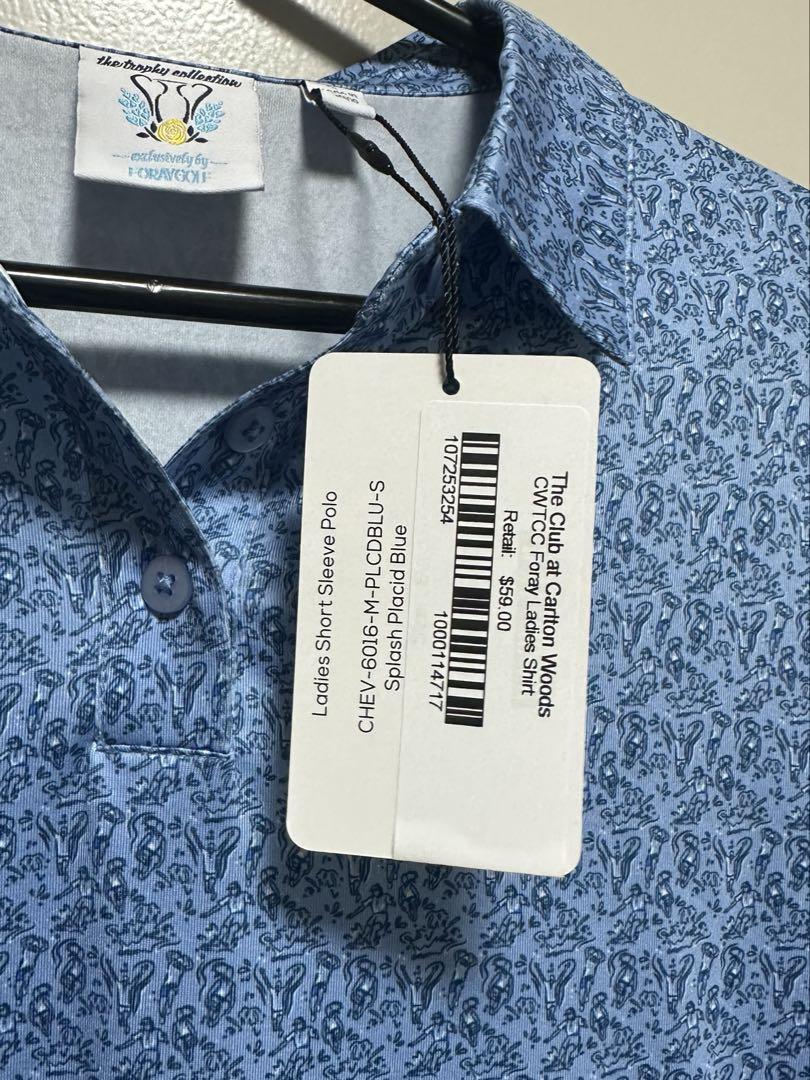 the trophy collection
exclusively by
FORAYGOLF
The Club at Carlton Woods
CWTCC Foray Ladies Shirt
Retail: $59.00
107253254 1000114717
Splash Placid Blue
CHEV-6016-M-PLCDBLU-S
Ladies Short Sleeve Polo